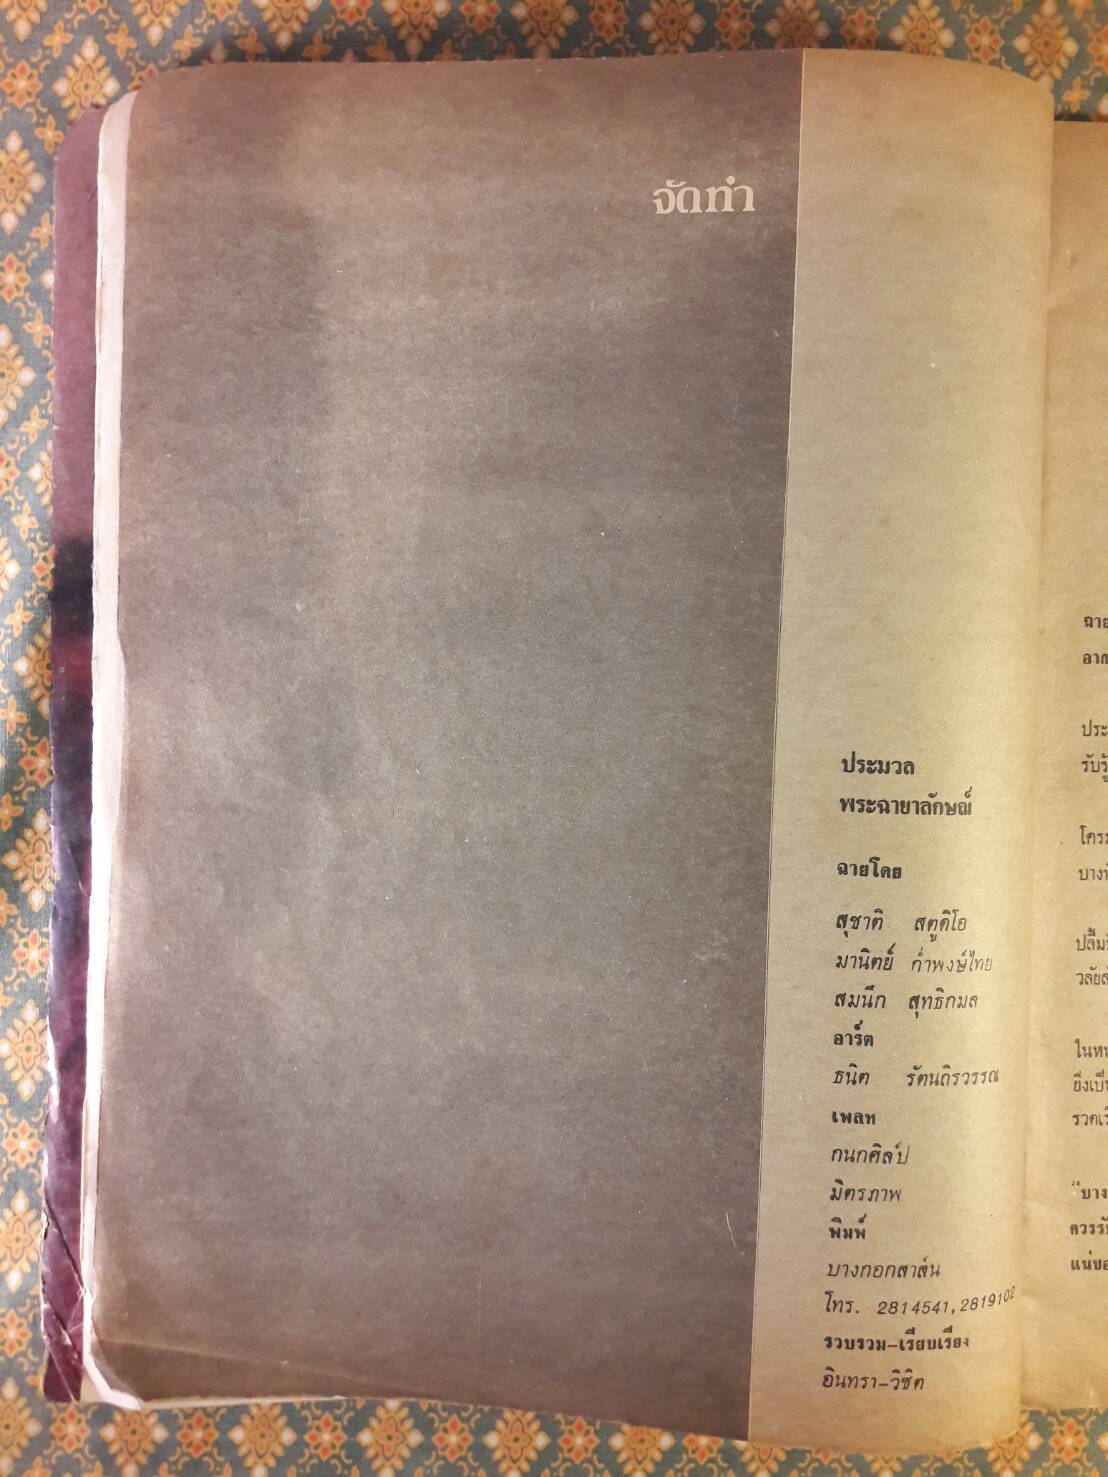 จัดทำ
ประมวล
พระฉายาลักษณ์
ฉายโดย
สุชาติ สตูดิโอ
มานิตย์ ก่ำพงษ์ไทย
สมนึก สุทธิกมล
อาร์ต
ธนิต รัตนถิรวรรณ
เพลท
กนกศิลป
มิตรภาพ
พิมพ์
บางกอกสาส์น
โทร. 2814541, 2819102
รวบรวม-เรียบเรียง
อินทรา-วิชิต